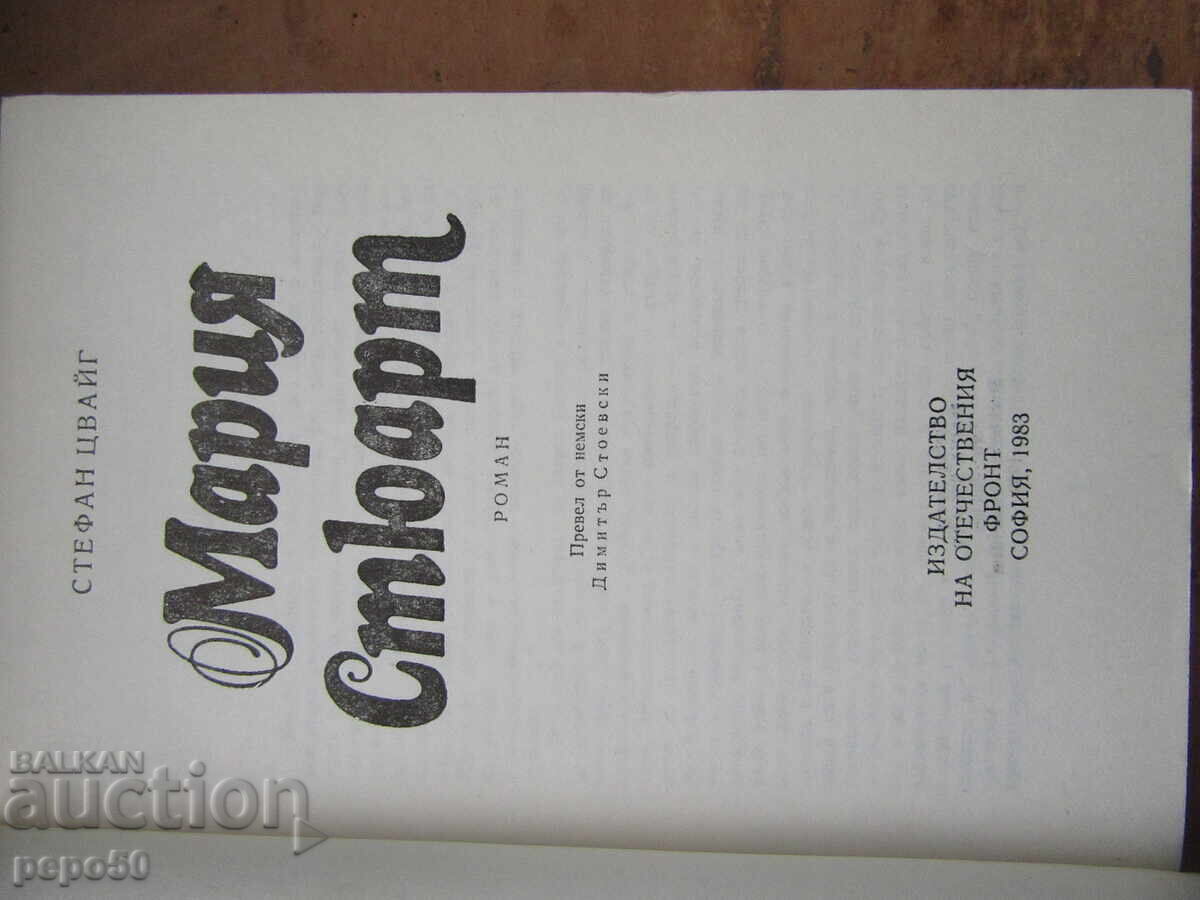 СТЕФАН ЦВАЙГ
Мария
Стюарт
РОМАН
Превел от немски
Димитър Стоевски
ИЗДАТЕЛСТВО
НА ОТЕЧЕСТВЕНИЯ
ФРОНТ
СОФИЯ, 1983
BALKAN
auction
pepo50